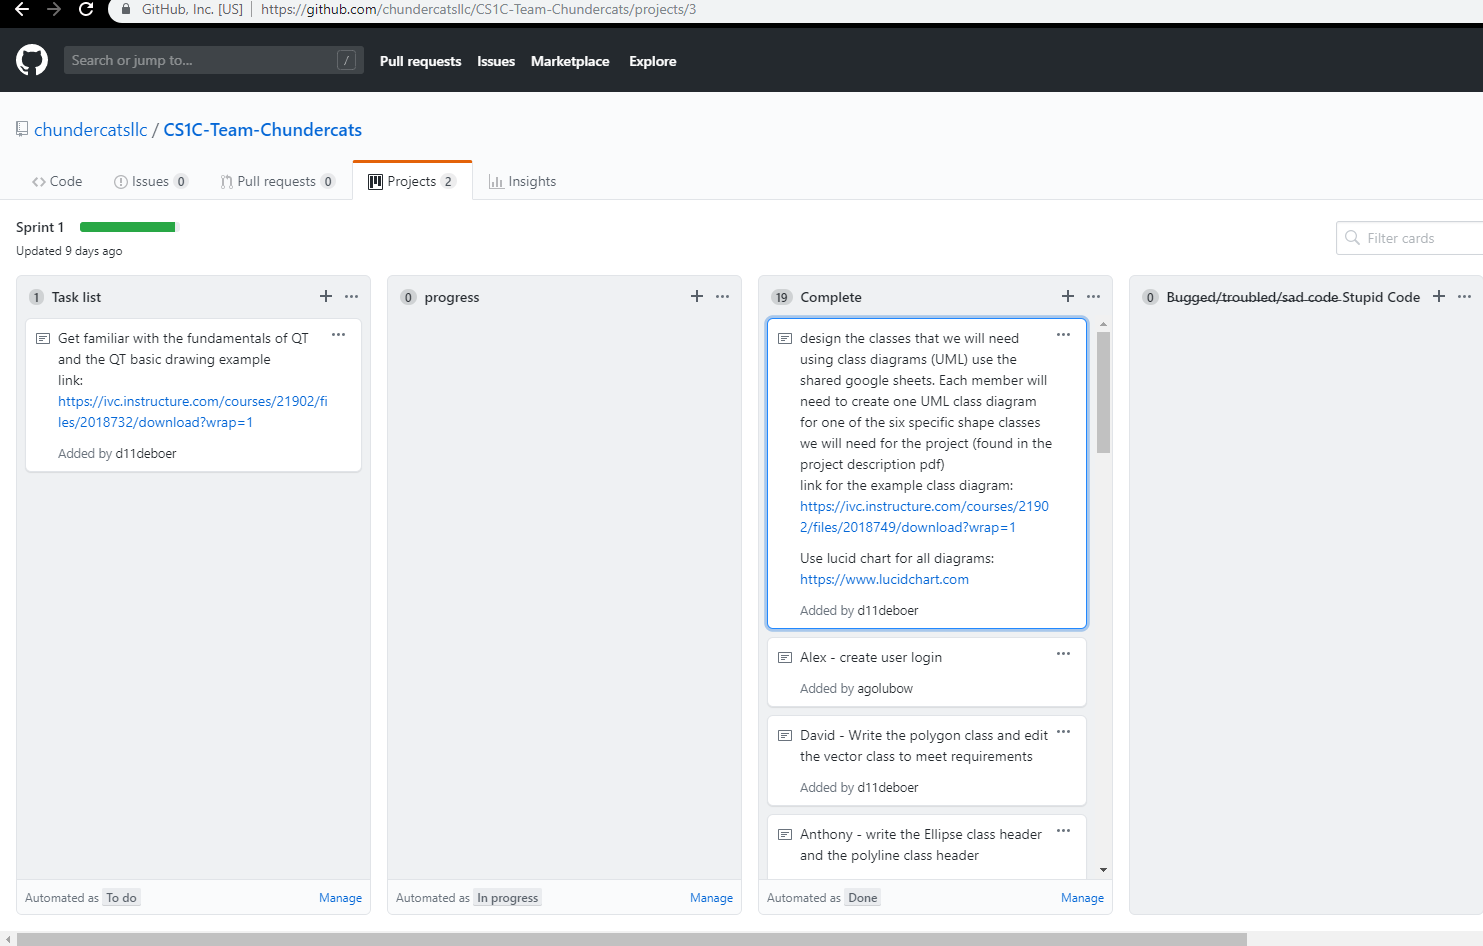 GitHub, Inc. [US] | https://github.com/chundercatsllc/CS1C-Team-Chundercats/projects/3
Search or jump to... /
Pull requests Issues Marketplace Explore
chundercatsllc / CS1C-Team-Chundercats
<> Code Issues 0 Pull requests 0 Projects 2 Insights
Sprint 1
Updated 9 days ago
Filter cards
1 Task list
Get familiar with the fundamentals of QT
and the QT basic drawing example
link:
https://ivc.instructure.com/courses/21902/fi
les/2018732/download?wrap=1
Added by d11deboer
Automated as To do Manage
0 progress
Automated as In progress Manage
19 Complete
design the classes that we will need
using class diagrams (UML) use the
shared google sheets. Each member will
need to create one UML class diagram
for one of the six specific shape classes
we will need for the project (found in the
project description pdf)
link for the example class diagram:
https://ivc.instructure.com/courses/2190
2/files/2018749/download?wrap=1
Use lucid chart for all diagrams:
https://www.lucidchart.com
Added by d11deboer
Alex - create user login
Added by agolubow
David - Write the polygon class and edit
the vector class to meet requirements
Added by d11deboer
Anthony - write the Ellipse class header
and the polyline class header
Automated as Done Manage
0 Bugged/troubled/sad code Stupid Code